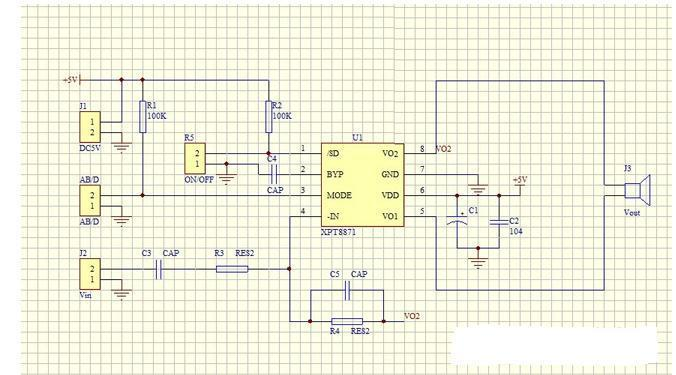 +5V
J1
1
2
DC5V
R1
100K
R2
100K
R5
2
1
ON/OFF
C4
CAP
U1
1
/SD
VO2
8
VO2
2
BYP
GND
7
3
MODE
VDD
6
4
-IN
VO1
5
XPT8871
+5V
C1
+
C2
104
J3
Vout
AB/D
2
1
AB/D
J2
2
1
Vin
C3
CAP
R3
RES2
C5
CAP
R4
RES2
VO2